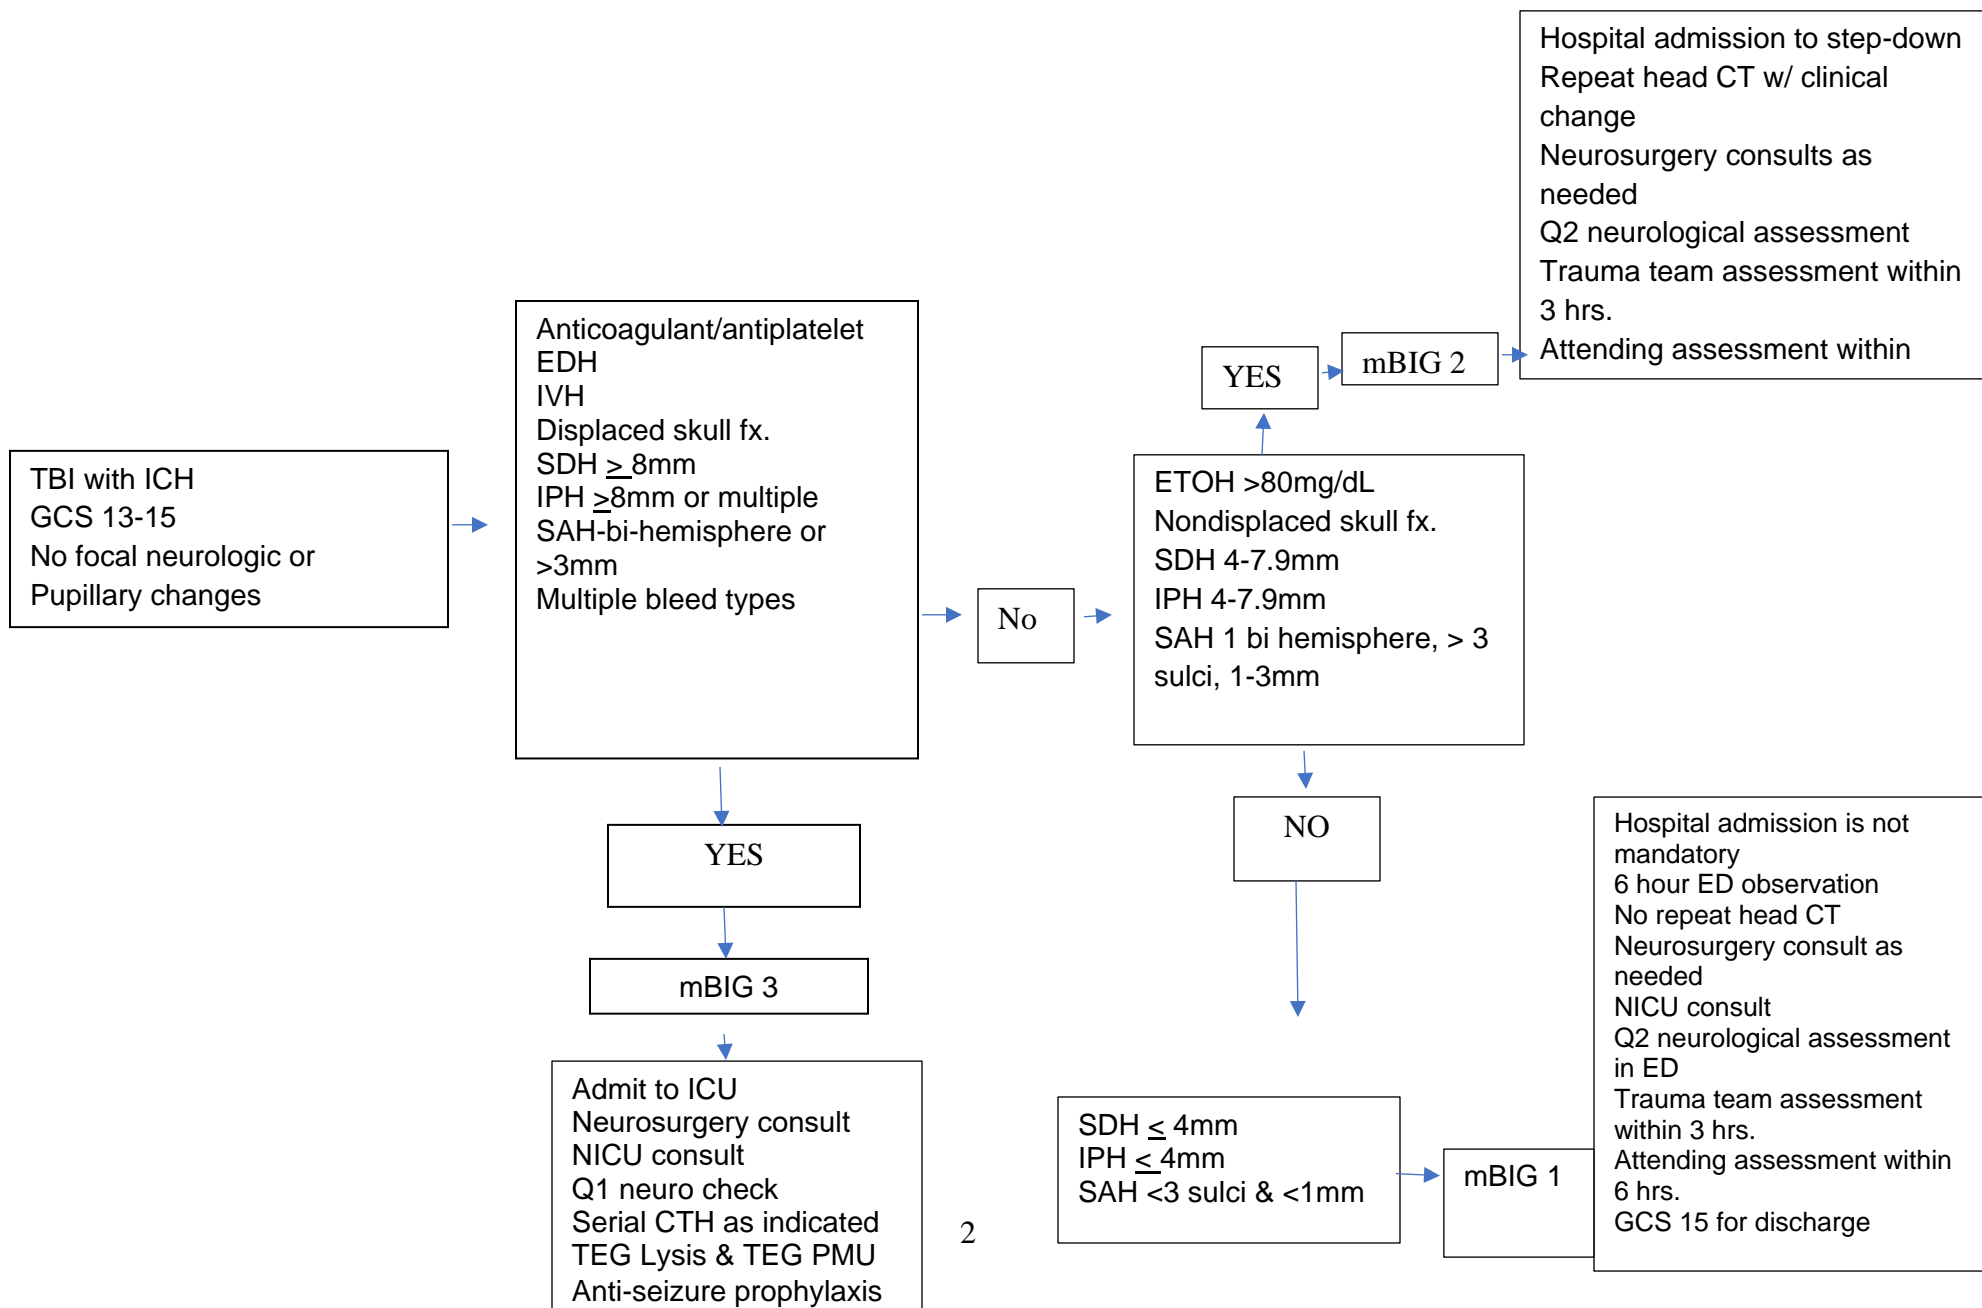 TBI with ICH
GCS 13-15
No focal neurologic or
Pupillary changes
Anticoagulant/antiplatelet
EDH
IVH
Displaced skull fx.
SDH ≥ 8mm
IPH ≥8mm or multiple
SAH-bi-hemisphere or
>3mm
Multiple bleed types
YES
mBIG 3
Admit to ICU
Neurosurgery consult
NICU consult
Q1 neuro check
Serial CTH as indicated
TEG Lysis & TEG PMU
Anti-seizure prophylaxis
No
ETOH >80mg/dL
Nondisplaced skull fx.
SDH 4-7.9mm
IPH 4-7.9mm
SAH 1 bi hemisphere, > 3
sulci, 1-3mm
YES
mBIG 2
Hospital admission to step-down
Repeat head CT w/ clinical
change
Neurosurgery consults as
needed
Q2 neurological assessment
Trauma team assessment within
3 hrs.
Attending assessment within
NO
SDH ≤ 4mm
IPH ≤ 4mm
SAH <3 sulci & <1mm
mBIG 1
Hospital admission is not
mandatory
6 hour ED observation
No repeat head CT
Neurosurgery consult as
needed
NICU consult
Q2 neurological assessment
in ED
Trauma team assessment
within 3 hrs.
Attending assessment within
6 hrs.
GCS 15 for discharge
2